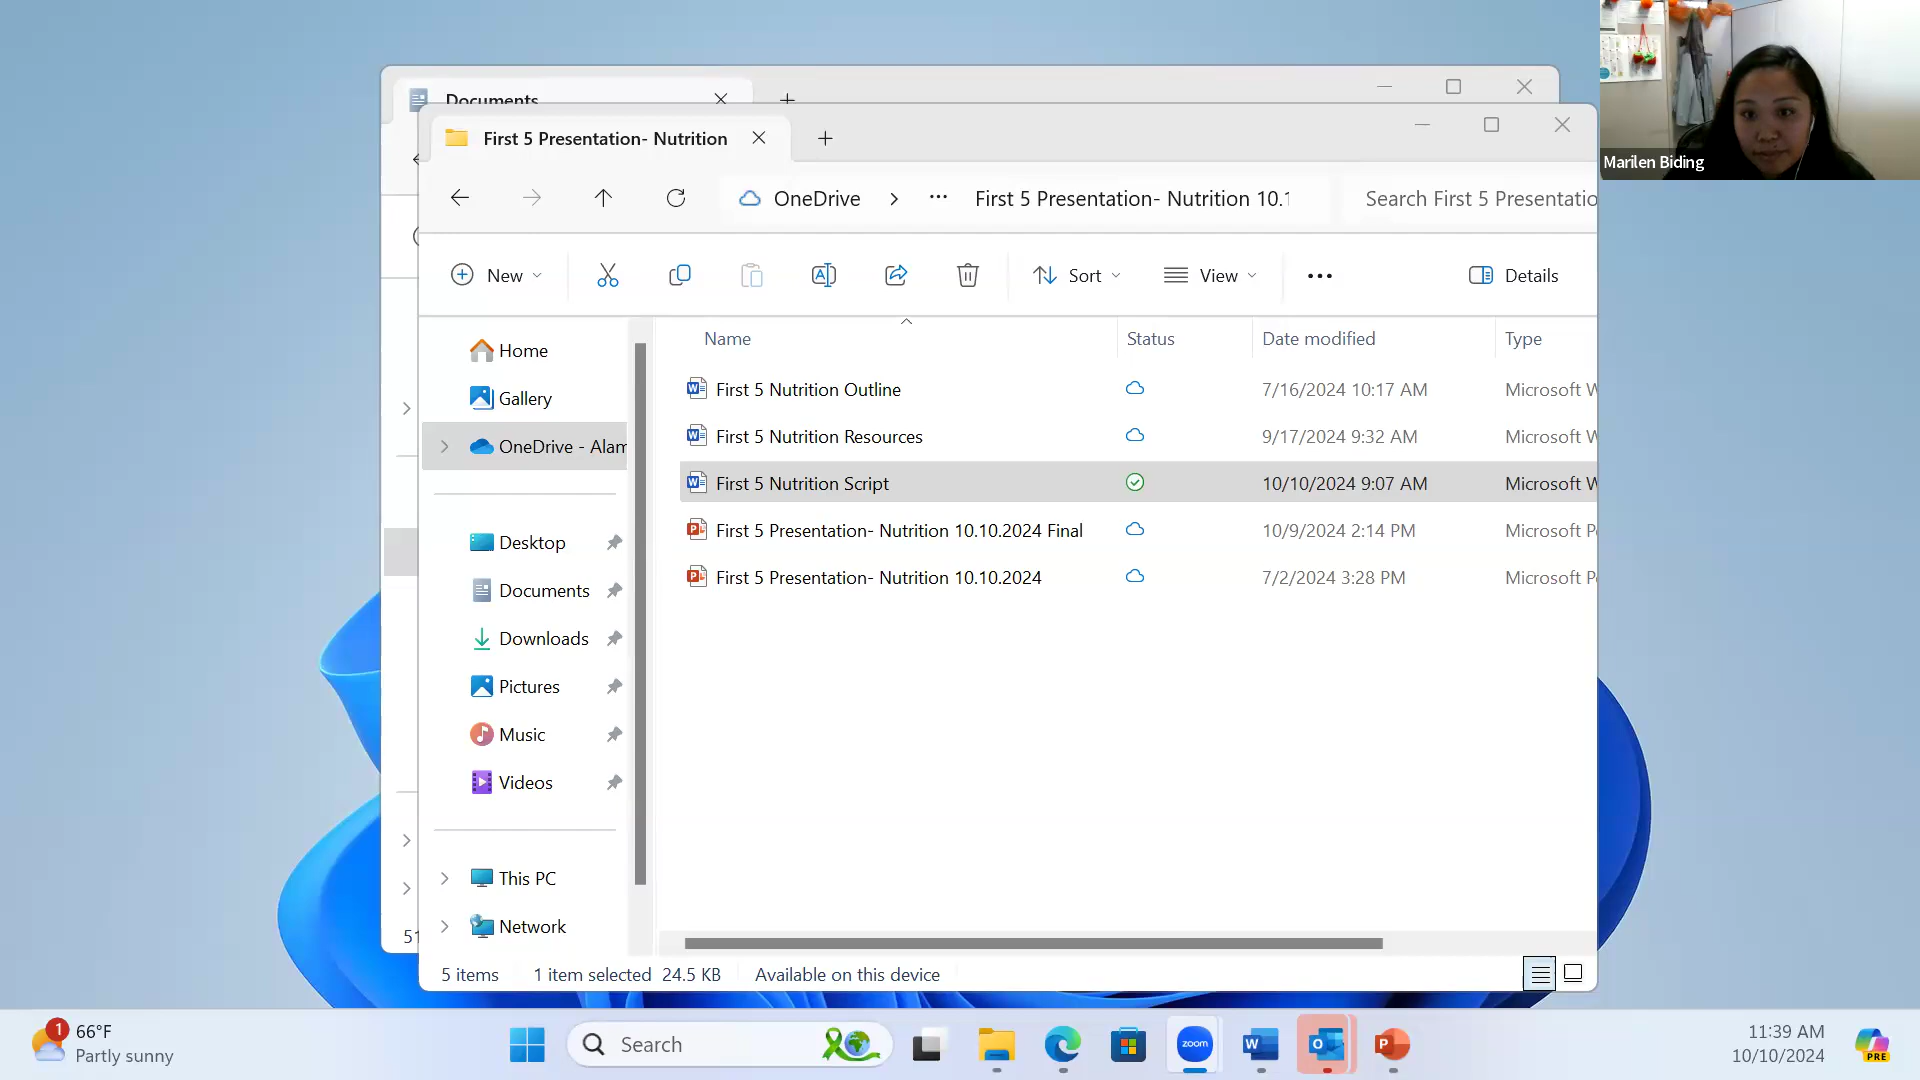 Documents
First 5 Presentation- Nutrition
OneDrive > ... First 5 Presentation- Nutrition 10.1
Search First 5 Presentatio
New
Sort
View
Details
Name Status Date modified Type
Home
Gallery
OneDrive - Alam
Desktop
Documents
Downloads
Pictures
Music
Videos
This PC
Network
First 5 Nutrition Outline 7/16/2024 10:17 AM Microsoft W
First 5 Nutrition Resources 9/17/2024 9:32 AM Microsoft W
First 5 Nutrition Script 10/10/2024 9:07 AM Microsoft W
First 5 Presentation- Nutrition 10.10.2024 Final 10/9/2024 2:14 PM Microsoft P
First 5 Presentation- Nutrition 10.10.2024 7/2/2024 3:28 PM Microsoft P
51
5 items 1 item selected 24.5 KB Available on this device
Marilen Biding
1
66°F
Partly sunny
Search
zoom
11:39 AM
10/10/2024
PRE